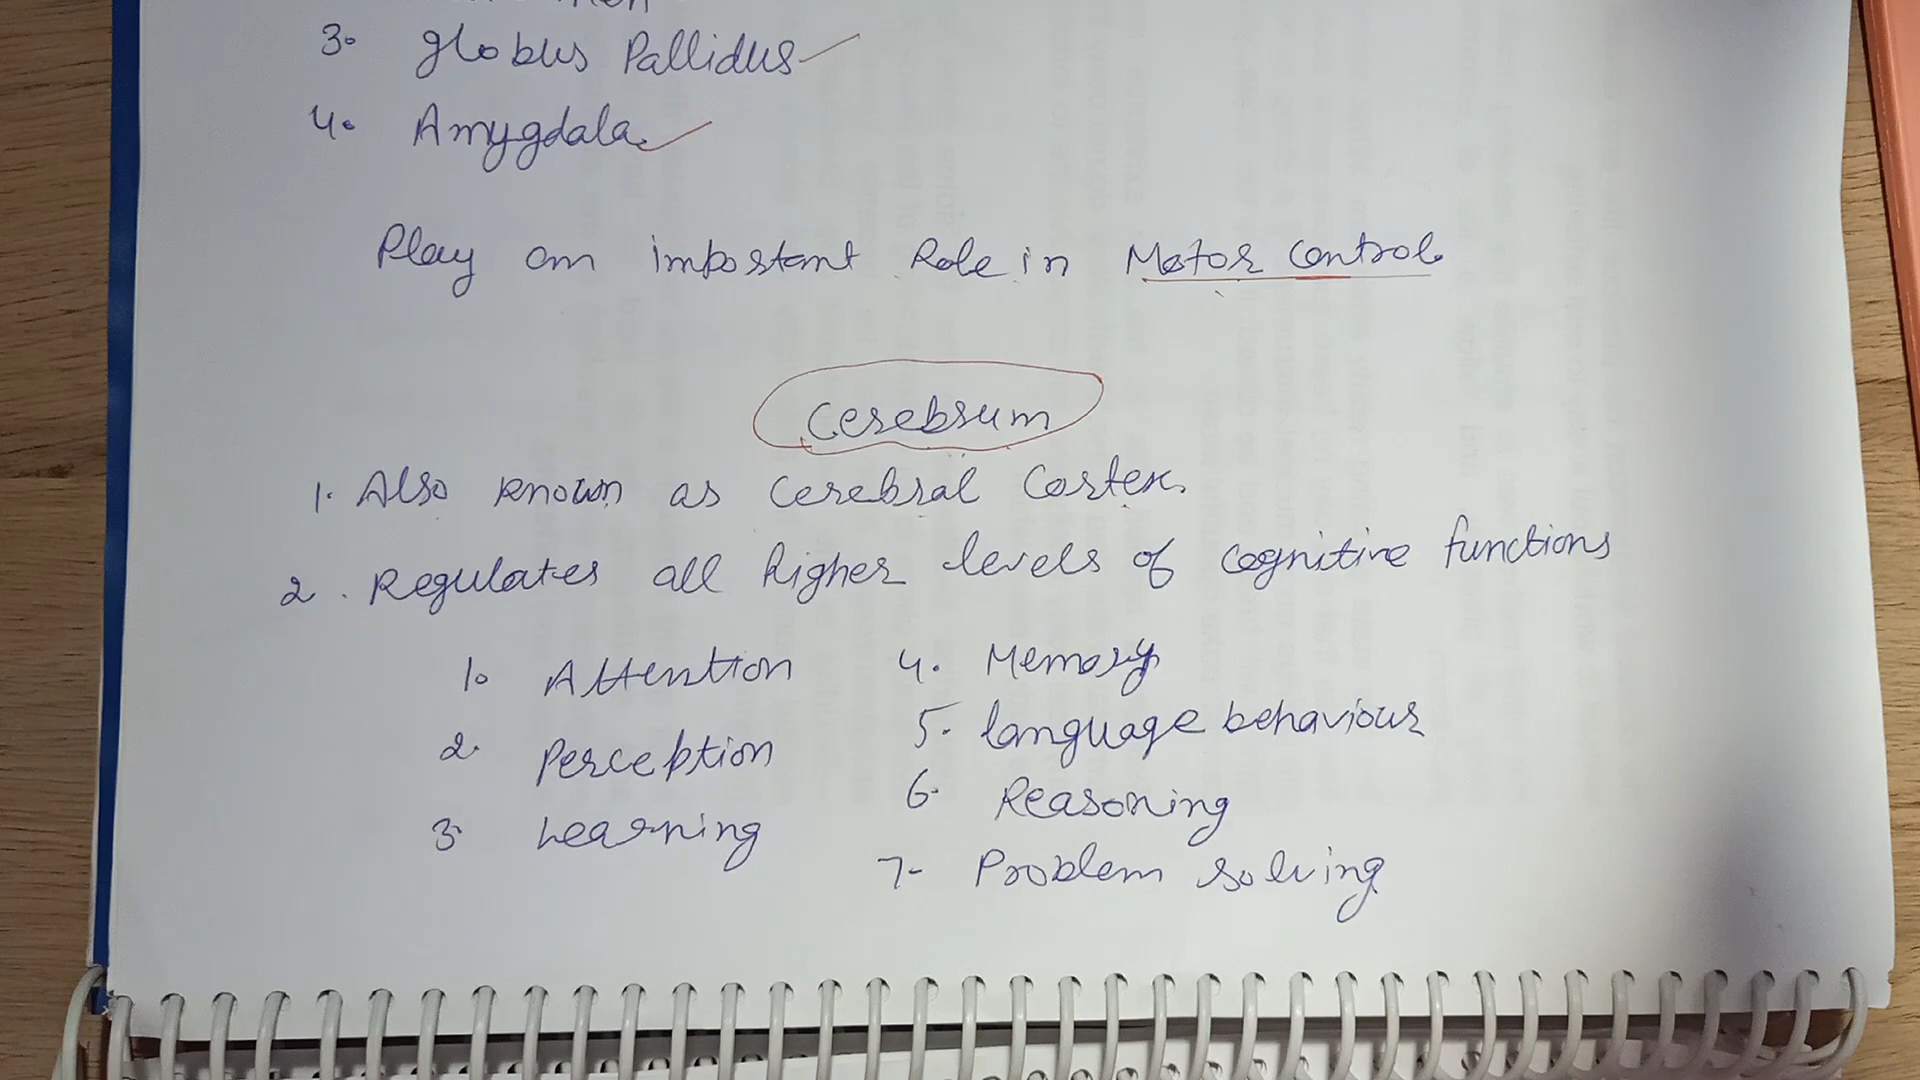 3. Globus Pallidus
4. Amygdala
Play an important Role in Motor Control
Cerebrum
1. Also known as Cerebral Cortex.
2. Regulates all higher levels of cognitive functions
1. Attention
2. Perception
3. Learning
4. Memory
5. language behaviour
6. Reasoning
7- Problem solving